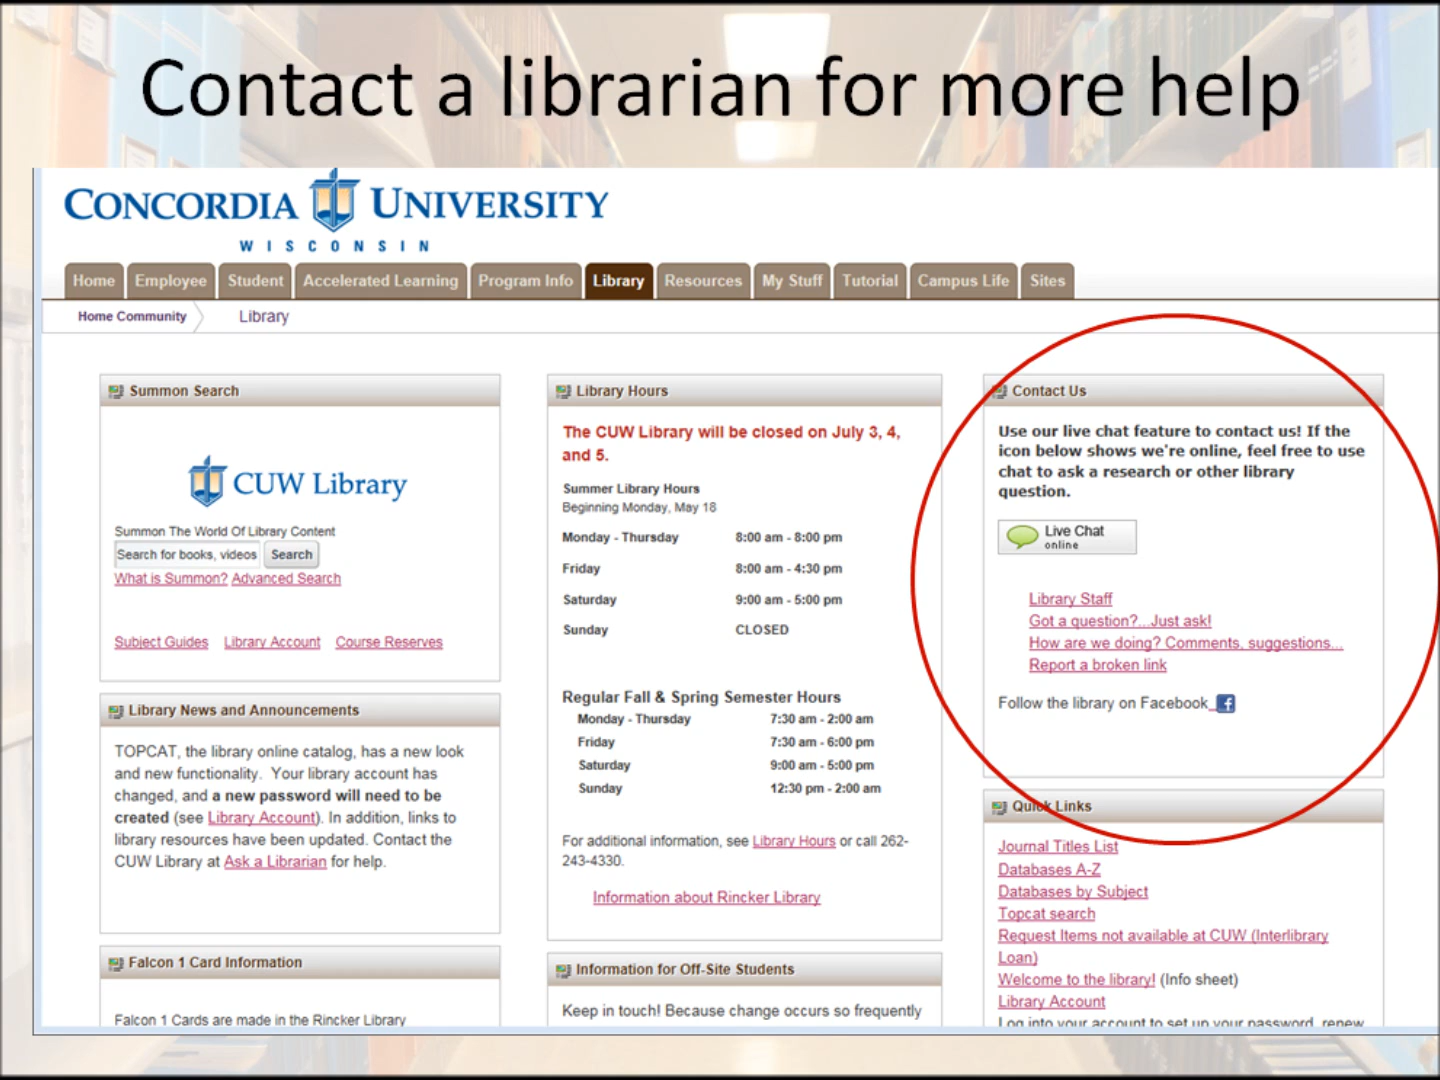 Contact a librarian for more help
CONCORDIA UNIVERSITY
WISCONSIN
Home Employee Student Accelerated Learning Program Info Library Resources My Stuff Tutorial Campus Life Sites
Home Community Library
Summon Search
CUW Library
Summon The World Of Library Content
Search for books, videos Search
What is Summon? Advanced Search
Subject Guides Library Account Course Reserves
Library News and Announcements
TOPCAT, the library online catalog, has a new look
and new functionality. Your library account has
changed, and a new password will need to be
created (see Library Account). In addition, links to
library resources have been updated. Contact the
CUW Library at Ask a Librarian for help.
Falcon 1 Card Information
Falcon 1 Cards are made in the Rincker Library
Library Hours
The CUW Library will be closed on July 3, 4,
and 5.
Summer Library Hours
Beginning Monday, May 18
Monday - Thursday 8:00 am - 8:00 pm
Friday 8:00 am - 4:30 pm
Saturday 9:00 am - 5:00 pm
Sunday CLOSED
Regular Fall & Spring Semester Hours
Monday - Thursday 7:30 am - 2:00 am
Friday 7:30 am - 6:00 pm
Saturday 9:00 am - 5:00 pm
Sunday 12:30 pm - 2:00 am
For additional information, see Library Hours or call 262-
243-4330.
Information about Rincker Library
Information for Off-Site Students
Keep in touch! Because change occurs so frequently
Contact Us
Use our live chat feature to contact us! If the
icon below shows we're online, feel free to use
chat to ask a research or other library
question.
Live Chat
online
Library Staff
Got a question?...Just ask!
How are we doing? Comments, suggestions...
Report a broken link
Follow the library on Facebook
Quick Links
Journal Titles List
Databases A-Z
Databases by Subject
Topcat search
Request Items not available at CUW (Interlibrary
Loan)
Welcome to the library! (Info sheet)
Library Account
Log into your account to set up your password, renew